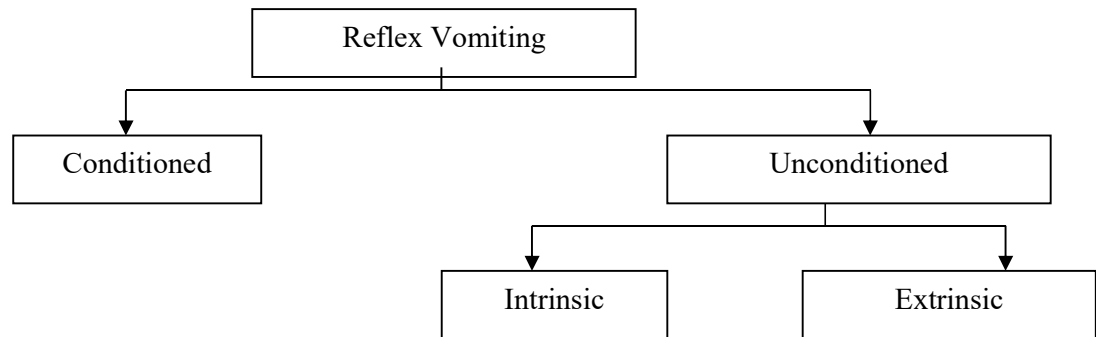 Reflex Vomiting
Conditioned
Unconditioned
Intrinsic
Extrinsic